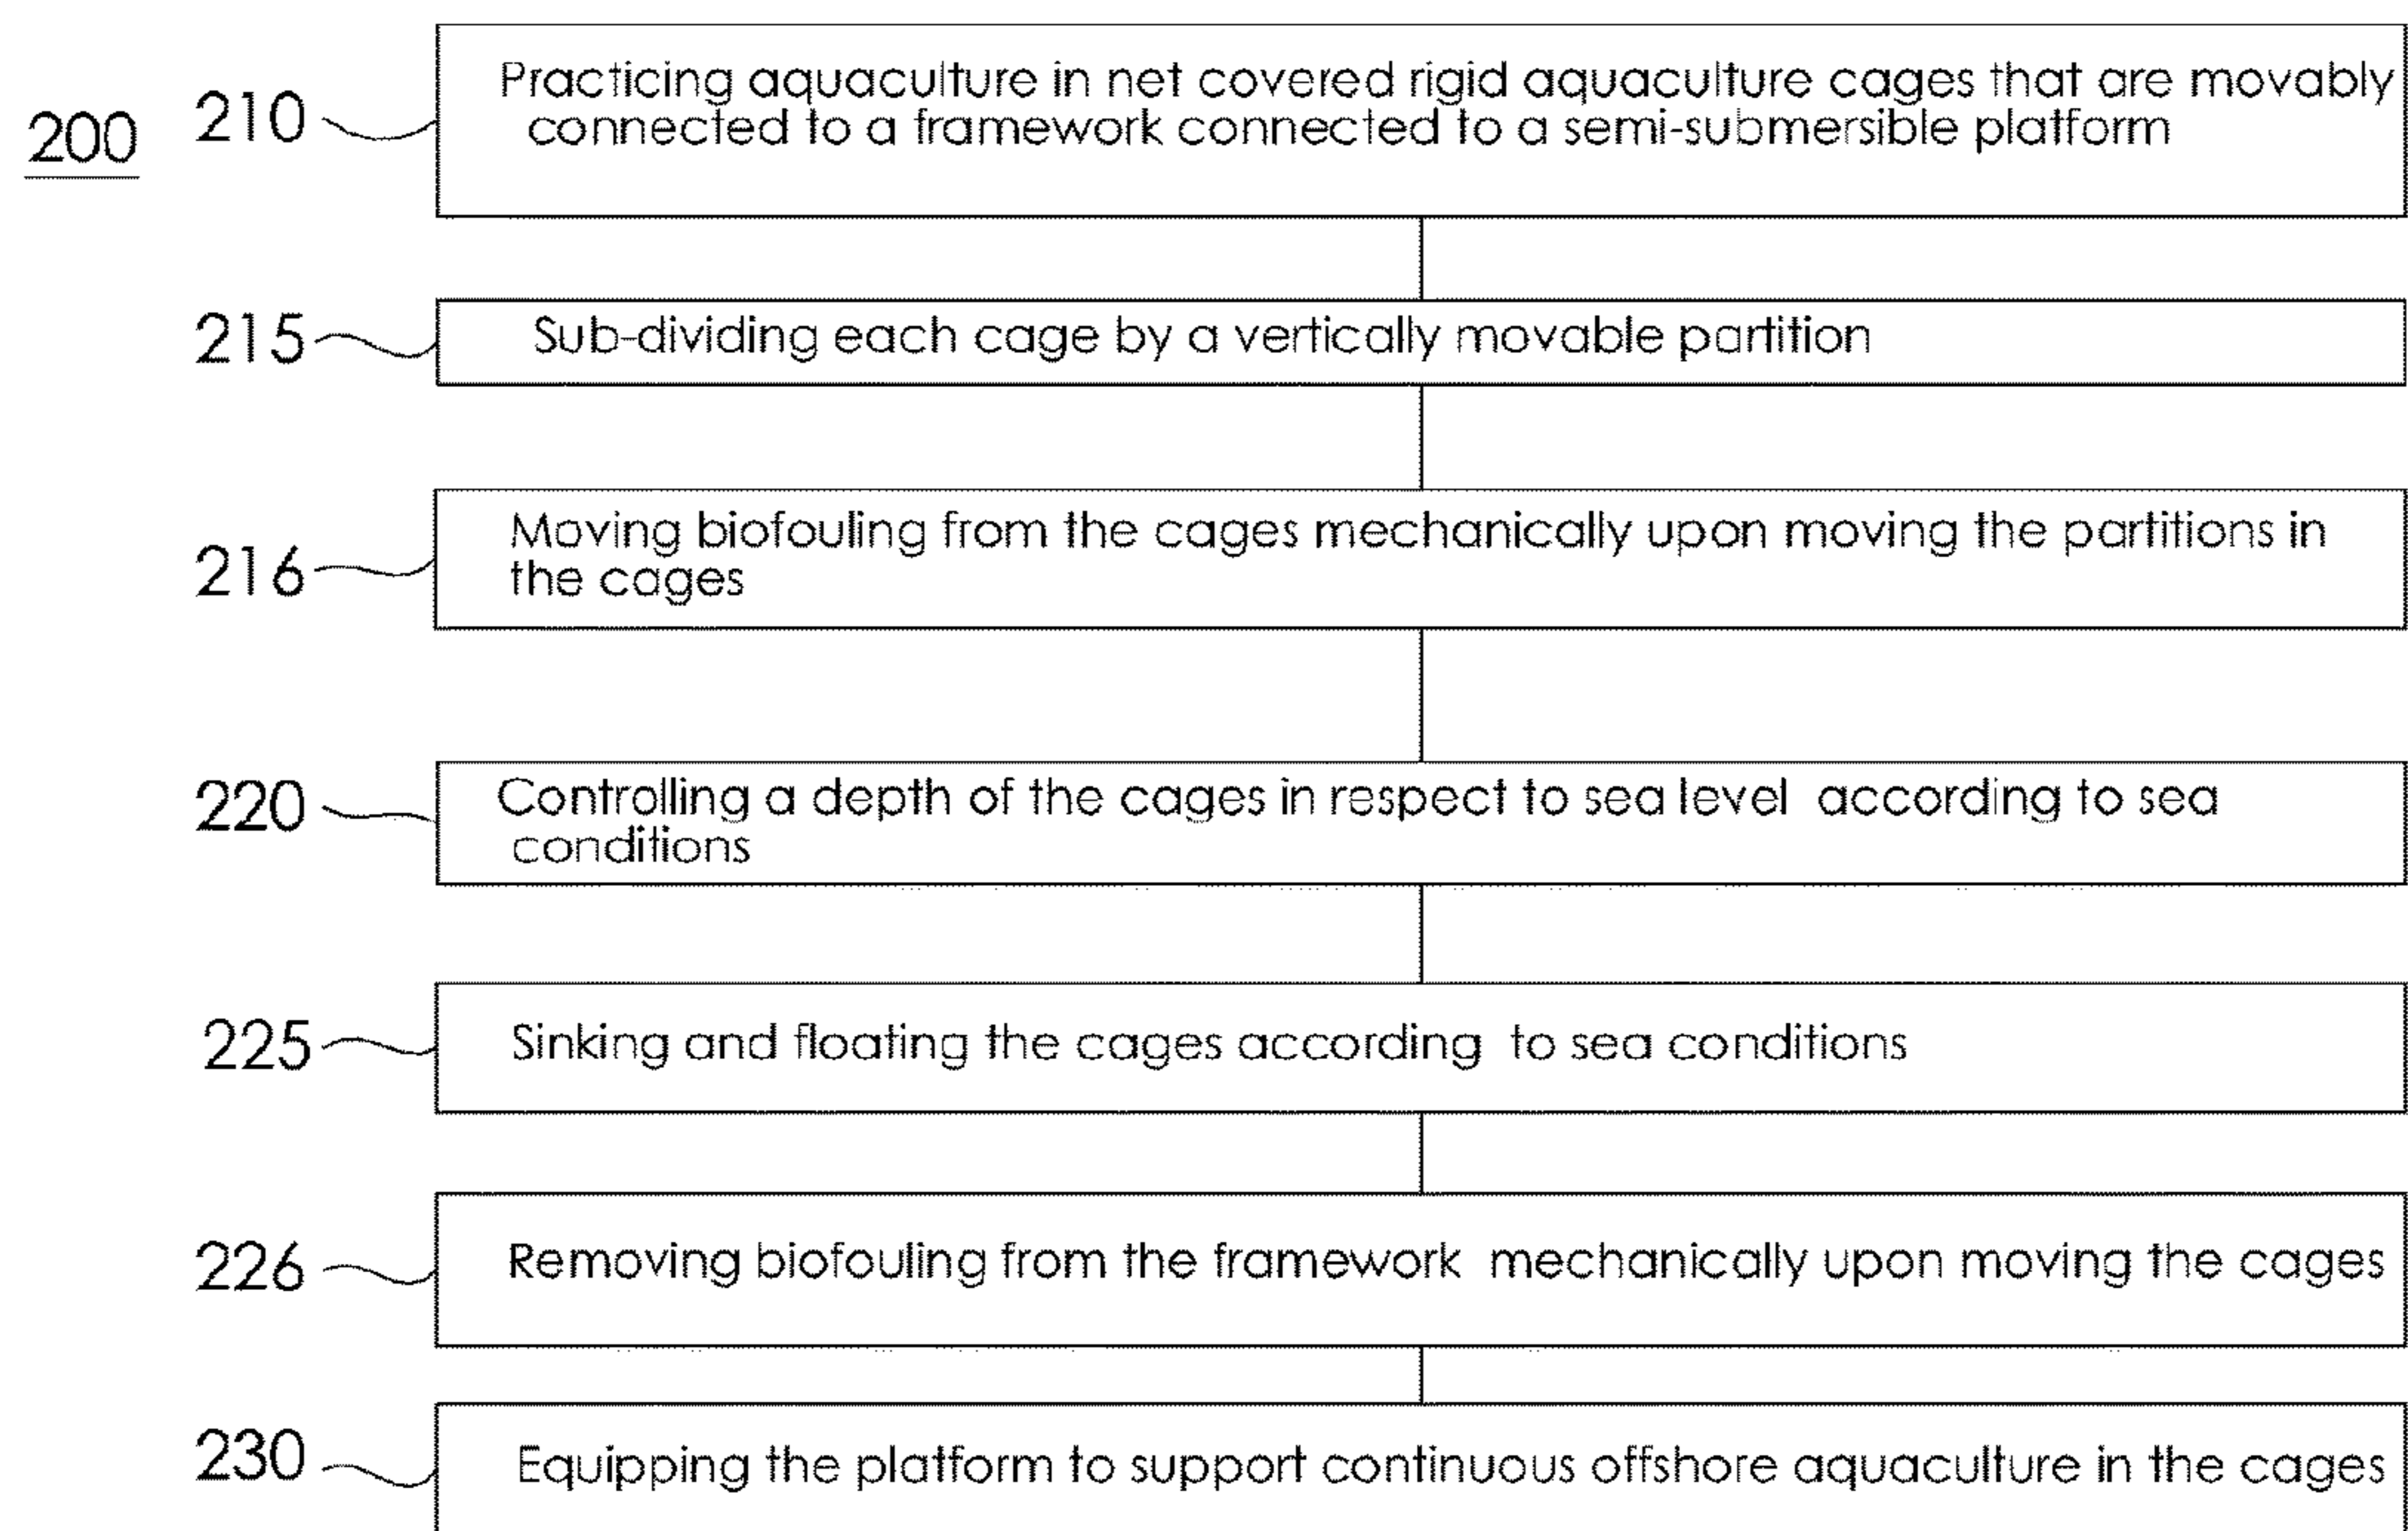 200
210
Practicing aquaculture in net covered rigid aquaculture cages that are movably
connected to a framework connected to a semi-submersible platform
215
Sub-dividing each cage by a vertically movable partition
216
Moving biofouling from the cages mechanically upon moving the partitions in
the cages
220
Controlling a depth of the cages in respect to sea level according to sea
conditions
225
Sinking and floating the cages according to sea conditions
226
Removing biofouling from the framework mechanically upon moving the cages
230
Equipping the platform to support continuous offshore aquaculture in the cages